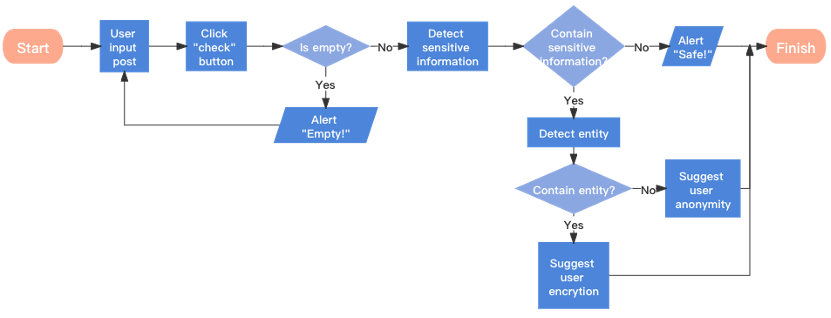 Start
User
input
post
Click
"check"
button
Is empty?
No
Detect
sensitive
information
Contain
sensitive
information?
No
Alert
"Safe!"
Finish
Yes
Alert
"Empty!"
Yes
Detect entity
Contain entity?
No
Suggest
user
anonymity
Yes
Suggest
user
encrytion